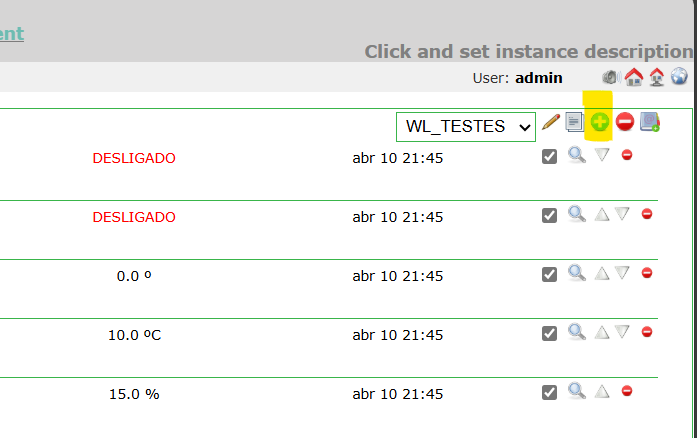 ent
Click and set instance description
User: admin
WL_TESTES
DESLIGADO abr 10 21:45
DESLIGADO abr 10 21:45
0.0 º abr 10 21:45
10.0 ºC abr 10 21:45
15.0 % abr 10 21:45